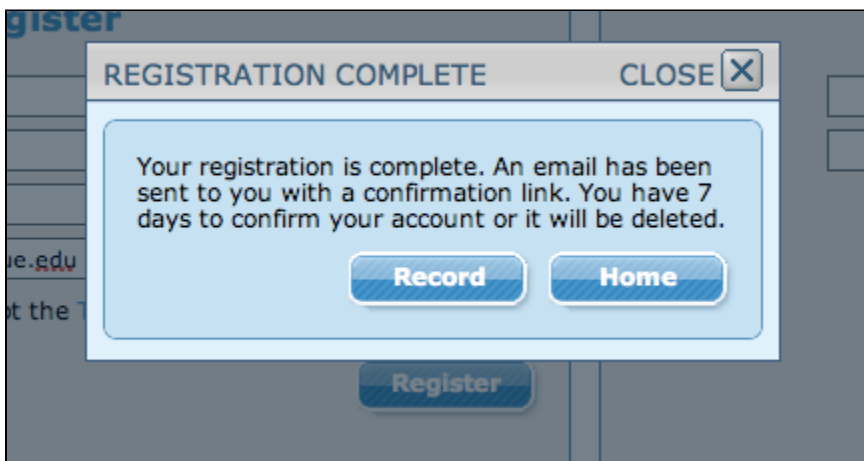 gister
REGISTRATION COMPLETE CLOSE X
Your registration is complete. An email has been
sent to you with a confirmation link. You have 7
days to confirm your account or it will be deleted.
ue.edu
Record Home
ot the T
Register